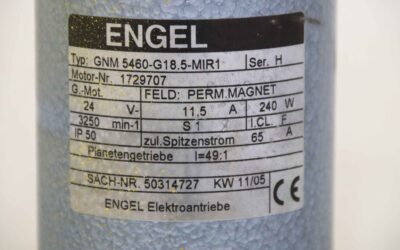 ENGEL
Typ: GNM 5460-G18.5-MIR1 Ser. H
Motor-Nr. 1729707
G.-Mot. FELD: PERM.MAGNET
24 V- 11.5 A 240 W
3250 min-1 S 1 I.CL. F
IP 50 zul.Spitzenstrom 65 A
Planetengetriebe I=49:1
SACH-NR. 50314727 KW 11/05
CE
ENGEL Elektroantriebe